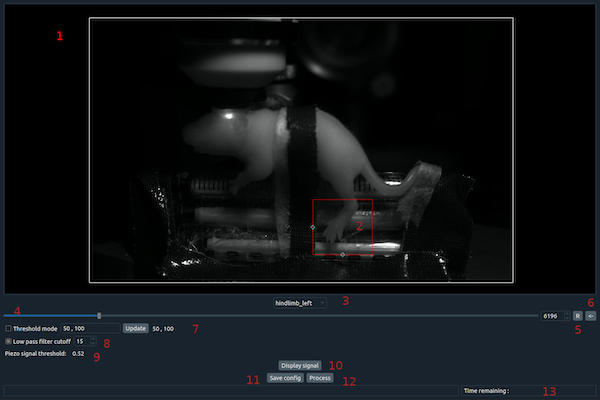 1
2
hindlimb_left 3
4 6
6196 R <-
5
Threshold mode 50 , 100 Update 50 , 100 7
Low pass filter cutoff 15 8
Piezo signal threshold: 0.52 9
Display signal 10
11 Save config Process 12
Time remaining : 13